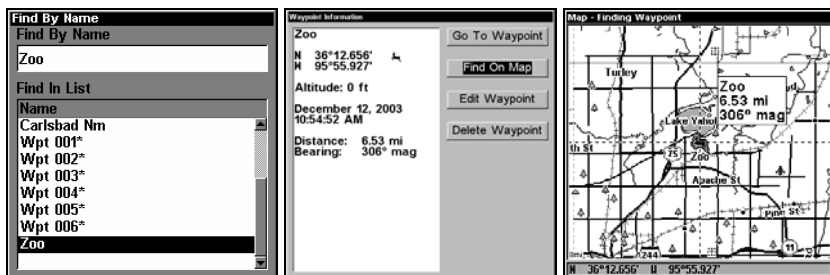 Find By Name
Find By Name
Zoo
Find In List
Name
Carlsbad Nm
Wpt 001*
Wpt 002*
Wpt 003*
Wpt 004*
Wpt 005*
Wpt 006*
Zoo
Waypoint Information
Zoo
N 36°12.656'
W 95°55.927'
Altitude: 0 ft
December 12, 2003
10:54:52 AM
Distance: 6.53 mi
Bearing: 306° mag
Go To Waypoint
Find On Map
Edit Waypoint
Delete Waypoint
Map - Finding Waypoint
Turley
Zoo
6.53 mi
306° mag
Lake Yahol
th St
75
Zoo
Apache St
Pine St
11
244
N 36°12.656' W 95°55.927'